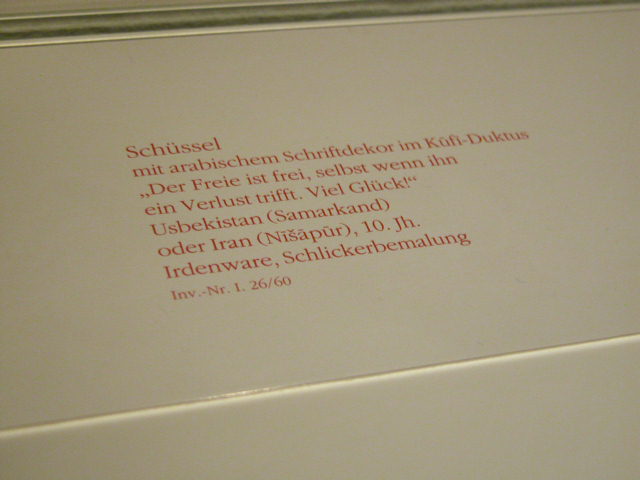 Schüssel
mit arabischem Schriftdekor im Kūfi-Duktus
„Der Freie ist frei, selbst wenn ihn
ein Verlust trifft. Viel Glück!“
Usbekistan (Samarkand)
oder Iran (Nīšāpūr), 10. Jh.
Irdenware, Schlickerbemalung
Inv.-Nr. I. 26/60